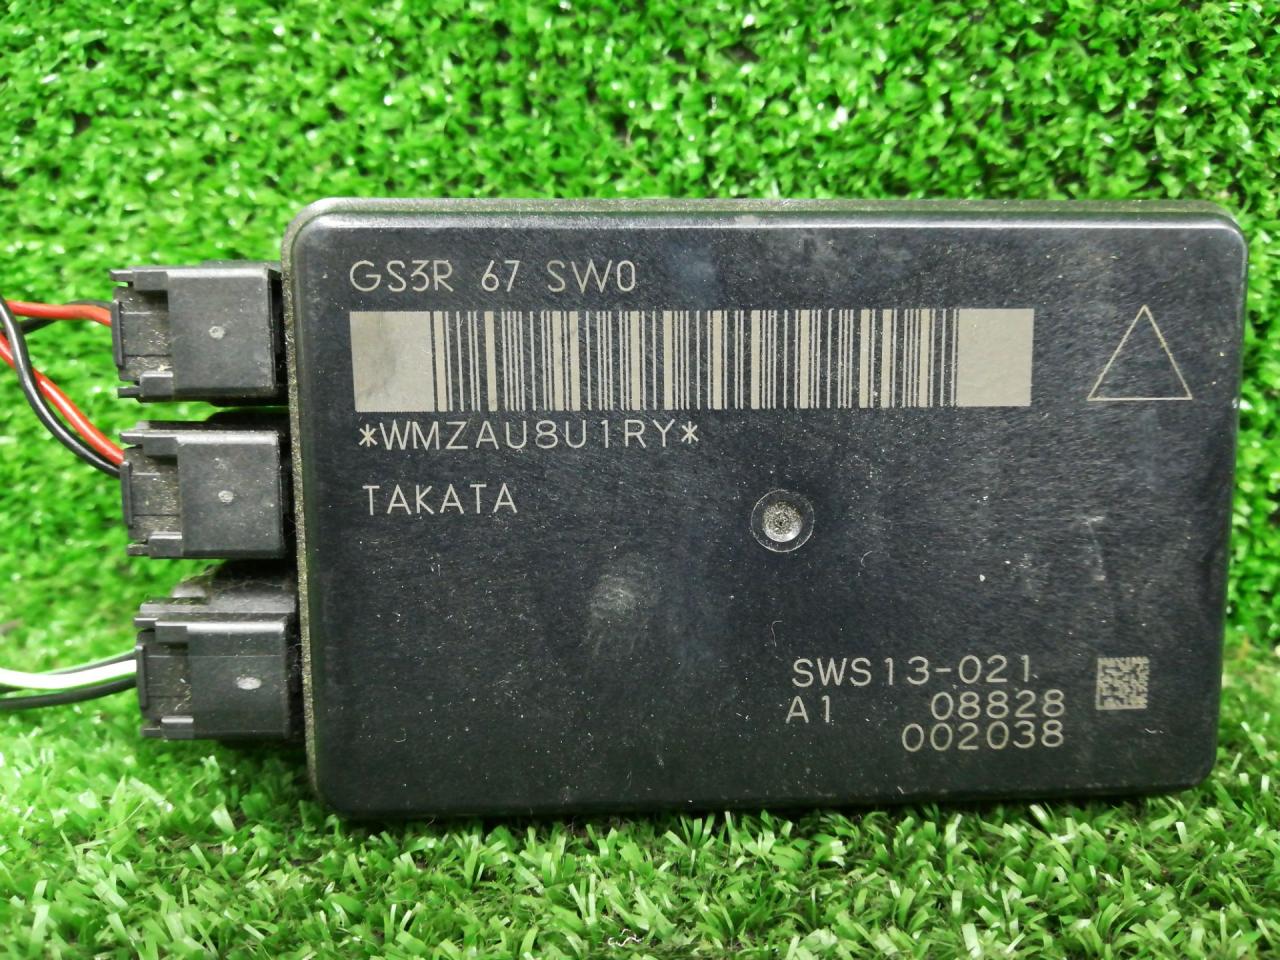 GS3R 67 SW0
*WMZAU8U1RY*
TAKATA
SWS13-021
A1 08828
002038